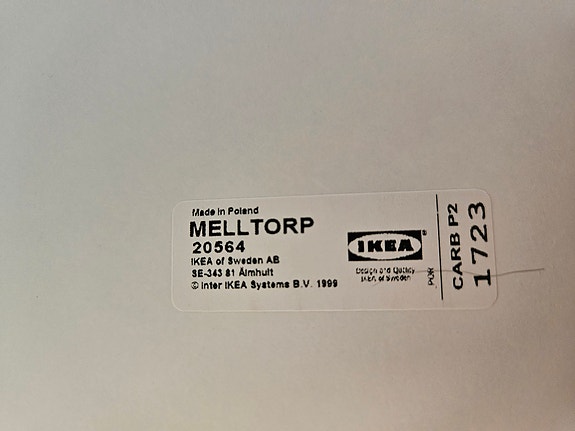 Made in Poland
MELLTORP
20564
IKEA of Sweden AB
SE-343 81 Älmhult
© Inter IKEA Systems B.V. 1999
IKEA®
Design and Quality
IKEA of Sweden
CARB P2
1723